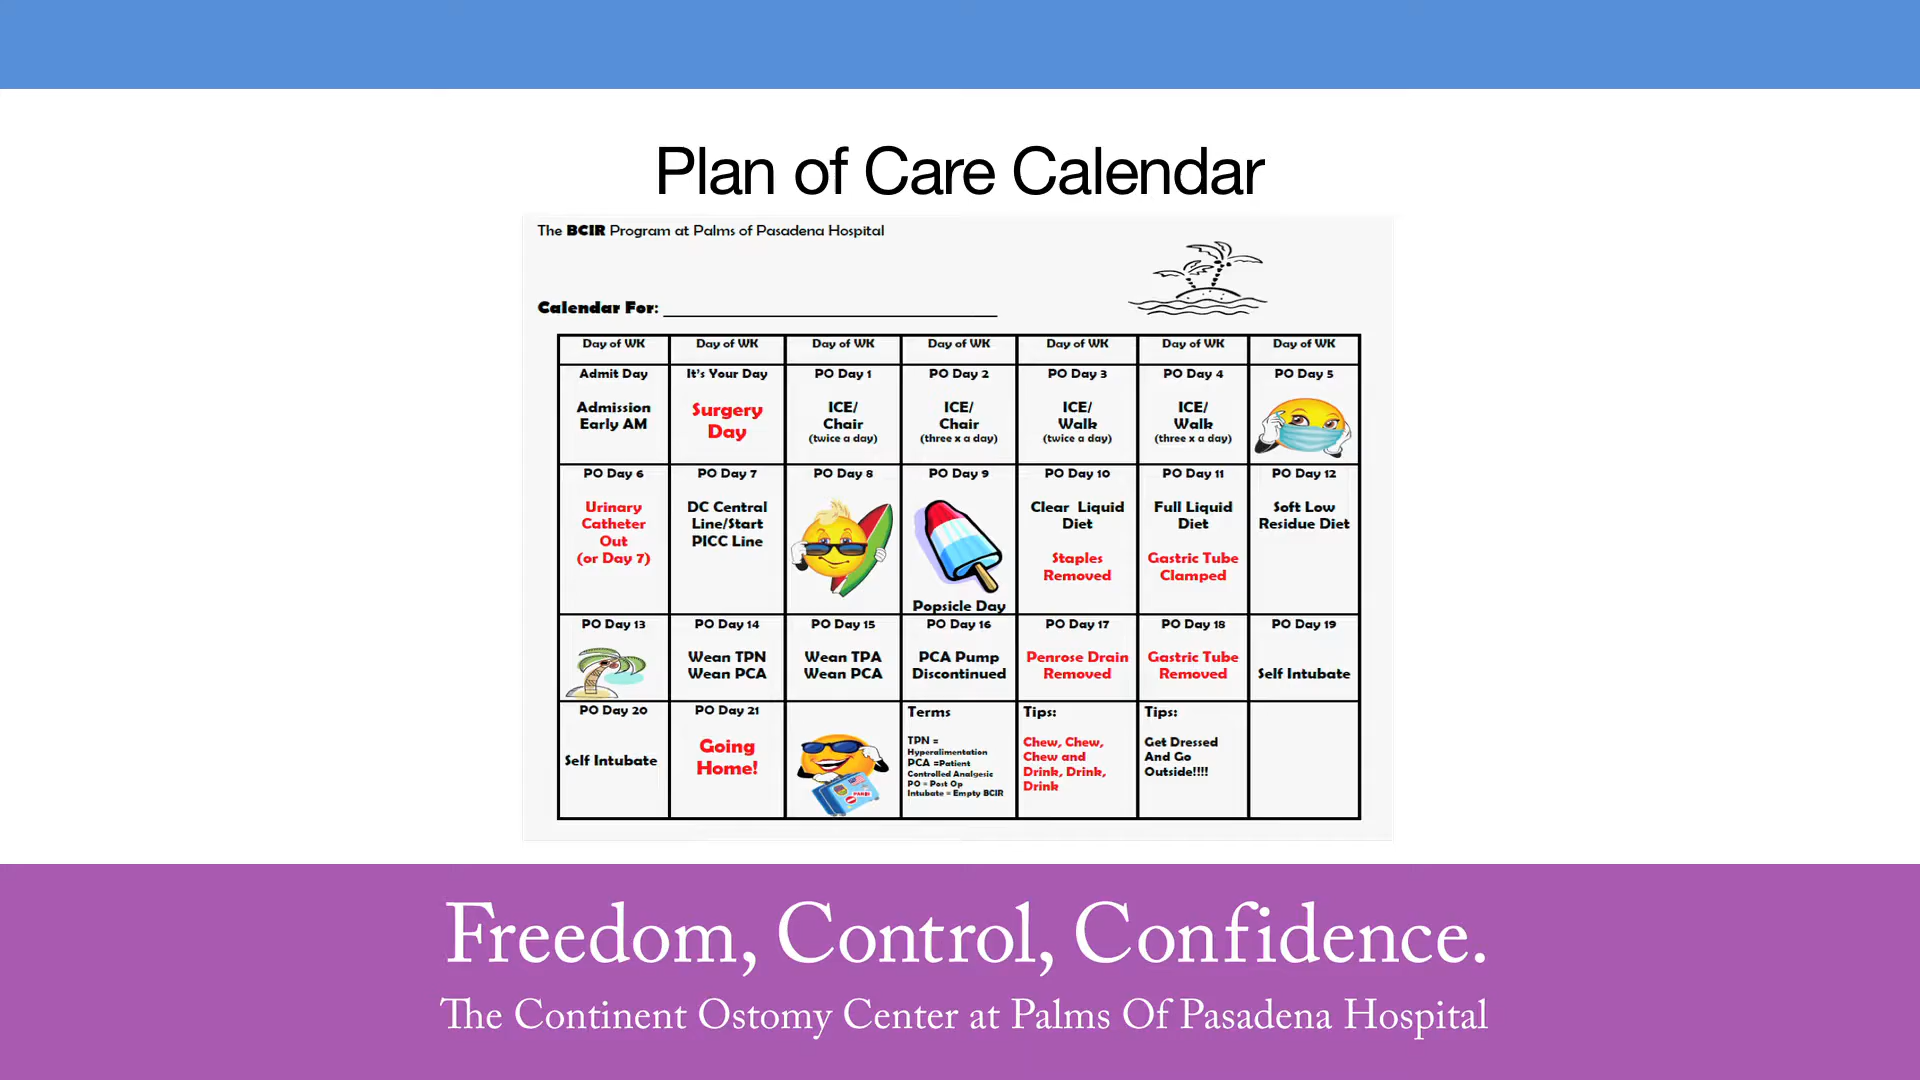 Plan of Care Calendar
The BCIR Program at Palms of Pasadena Hospital
Calendar For:
Day of WK Day of WK Day of WK Day of WK Day of WK Day of WK Day of WK
Admit Day
Admission
Early AM
It's Your Day
Surgery
Day
PO Day 1
ICE/
Chair
(twice a day)
PO Day 2
ICE/
Chair
(three x a day)
PO Day 3
ICE/
Walk
(twice a day)
PO Day 4
ICE/
Walk
(three x a day)
PO Day 5
PO Day 6
Urinary
Catheter
Out
(or Day 7)
PO Day 7
DC Central
Line/Start
PICC Line
PO Day 8
PO Day 9
Popsicle Day
PO Day 10
Clear Liquid
Diet
Staples
Removed
PO Day 11
Full Liquid
Diet
Gastric Tube
Clamped
PO Day 12
Soft Low
Residue Diet
PO Day 13
PO Day 14
Wean TPN
Wean PCA
PO Day 15
Wean TPA
Wean PCA
PO Day 16
PCA Pump
Discontinued
PO Day 17
Penrose Drain
Removed
PO Day 18
Gastric Tube
Removed
PO Day 19
Self Intubate
PO Day 20
Self Intubate
PO Day 21
Going
Home!
PARIS
Terms
TPN =
Hyperalimentation
PCA =Patient
Controlled Analgesic
PO = Post Op
Intubate = Empty BCIR
Tips:
Chew, Chew,
Chew and
Drink, Drink,
Drink
Tips:
Get Dressed
And Go
Outside!!!!
Freedom, Control, Confidence.
The Continent Ostomy Center at Palms Of Pasadena Hospital